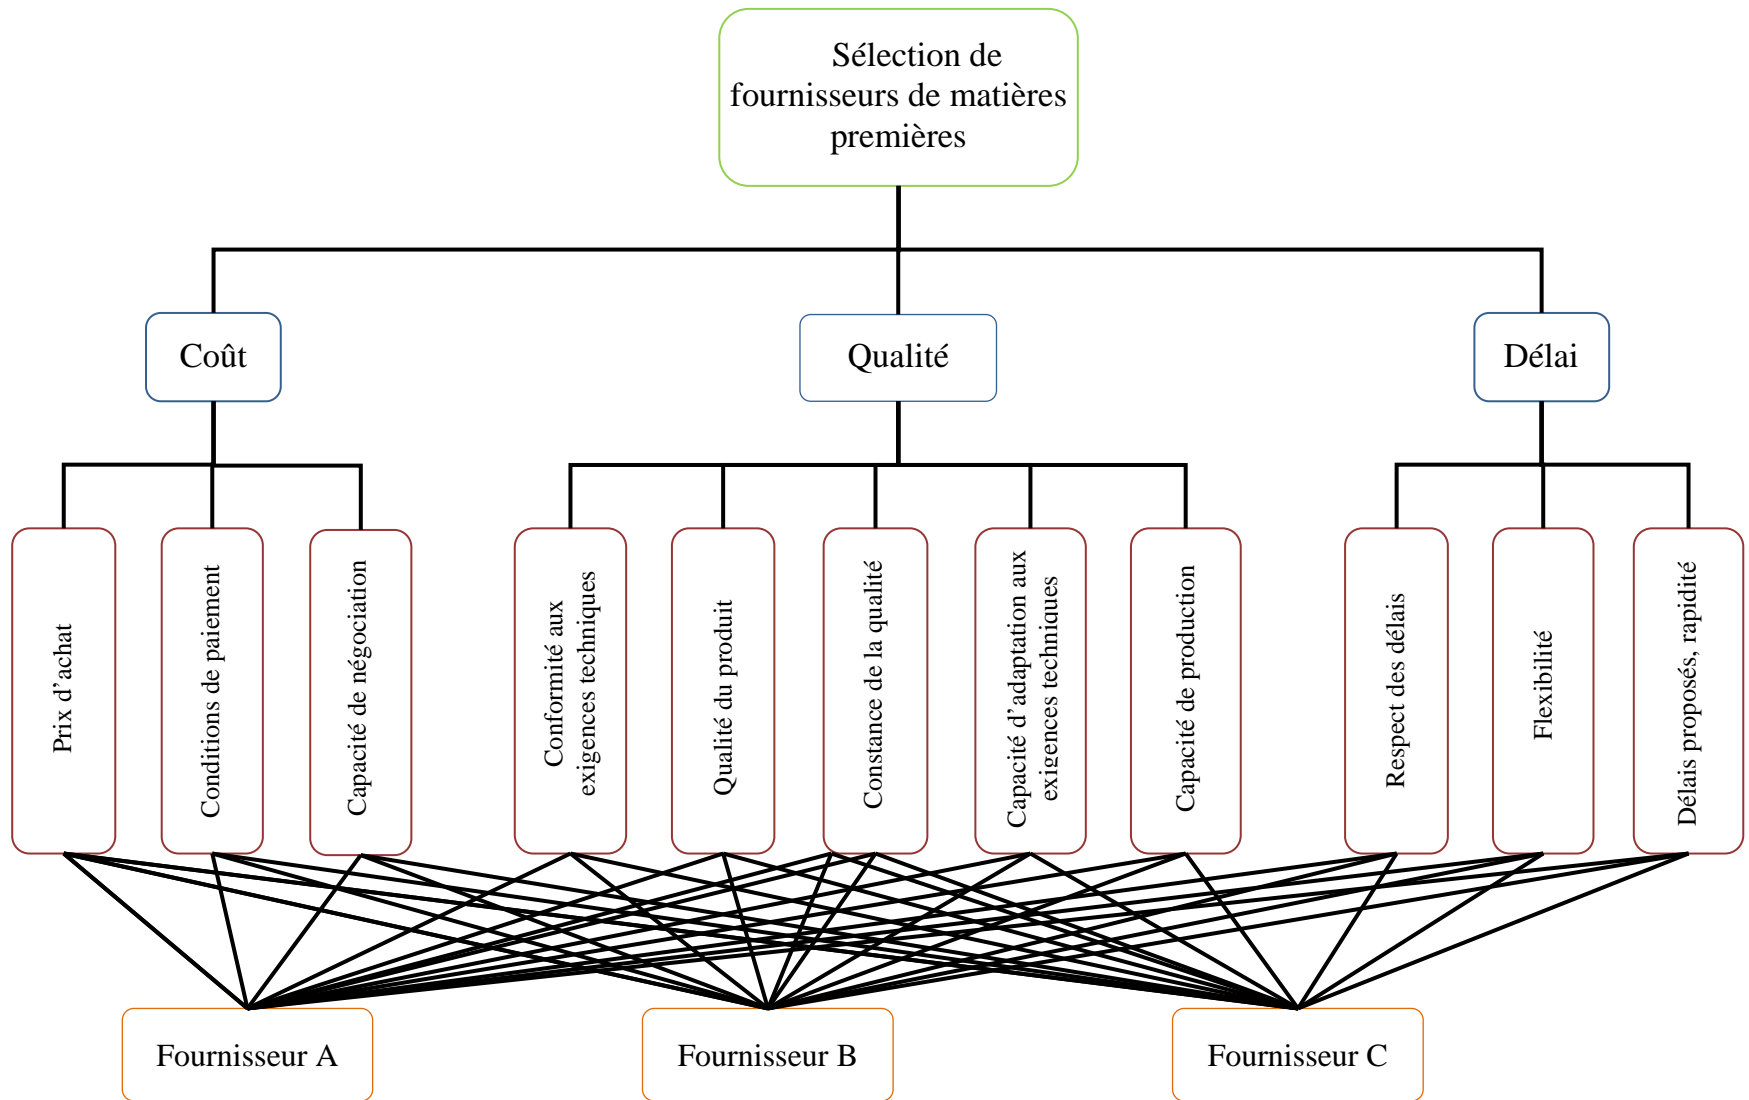 Sélection de
fournisseurs de matières
premières
Coût
Qualité
Délai
Prix d’achat
Conditions de paiement
Capacité de négociation
Conformité aux
exigences techniques
Qualité du produit
Constance de la qualité
Capacité d’adaptation aux
exigences techniques
Capacité de production
Respect des délais
Flexibilité
Délais proposés, rapidité
Fournisseur A
Fournisseur B
Fournisseur C